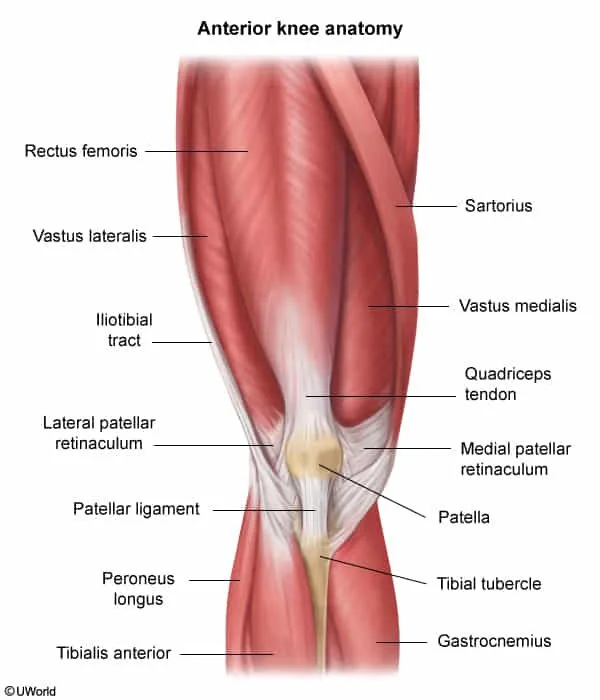 Anterior knee anatomy
Rectus femoris
Vastus lateralis
Iliotibial
tract
Lateral patellar
retinaculum
Patellar ligament
Peroneus
longus
Tibialis anterior
Sartorius
Vastus medialis
Quadriceps
tendon
Medial patellar
retinaculum
Patella
Tibial tubercle
Gastrocnemius
©UWorld